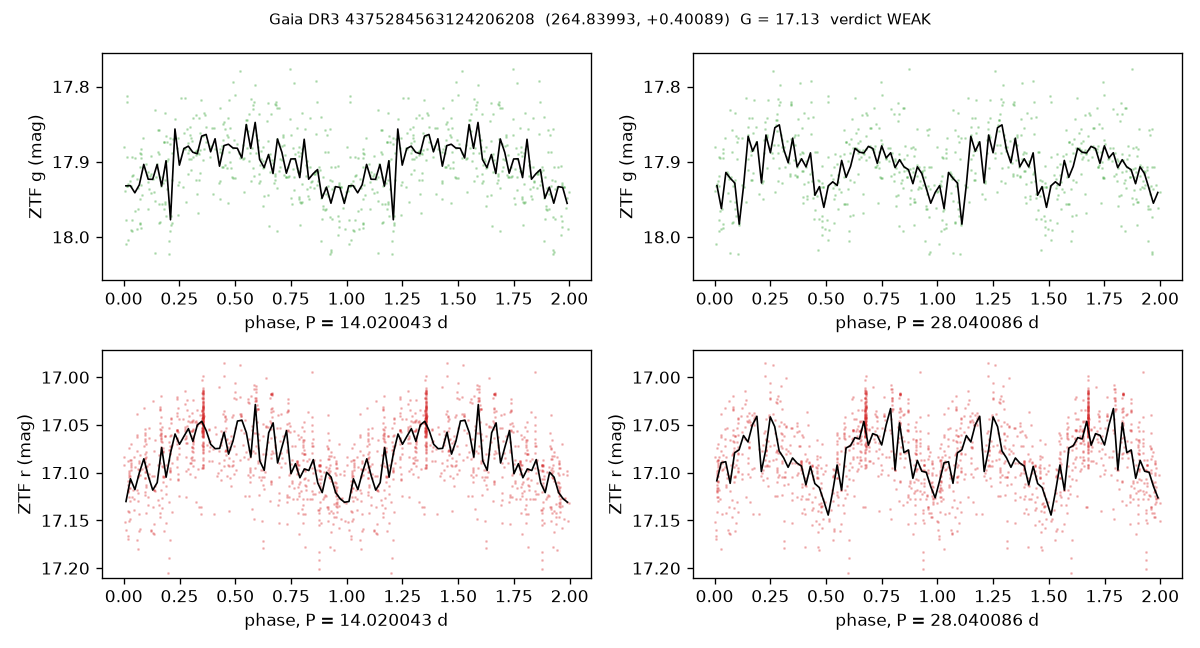 Gaia DR3 4375284563124206208 (264.83993, +0.40089) G = 17.13 verdict WEAK
ZTF g (mag)
17.8
17.9
18.0
0.00 0.25 0.50 0.75 1.00 1.25 1.50 1.75 2.00
phase, P = 14.020043 d
ZTF g (mag)
17.8
17.9
18.0
0.00 0.25 0.50 0.75 1.00 1.25 1.50 1.75 2.00
phase, P = 28.040086 d
ZTF r (mag)
17.00
17.05
17.10
17.15
17.20
0.00 0.25 0.50 0.75 1.00 1.25 1.50 1.75 2.00
phase, P = 14.020043 d
ZTF r (mag)
17.00
17.05
17.10
17.15
17.20
0.00 0.25 0.50 0.75 1.00 1.25 1.50 1.75 2.00
phase, P = 28.040086 d